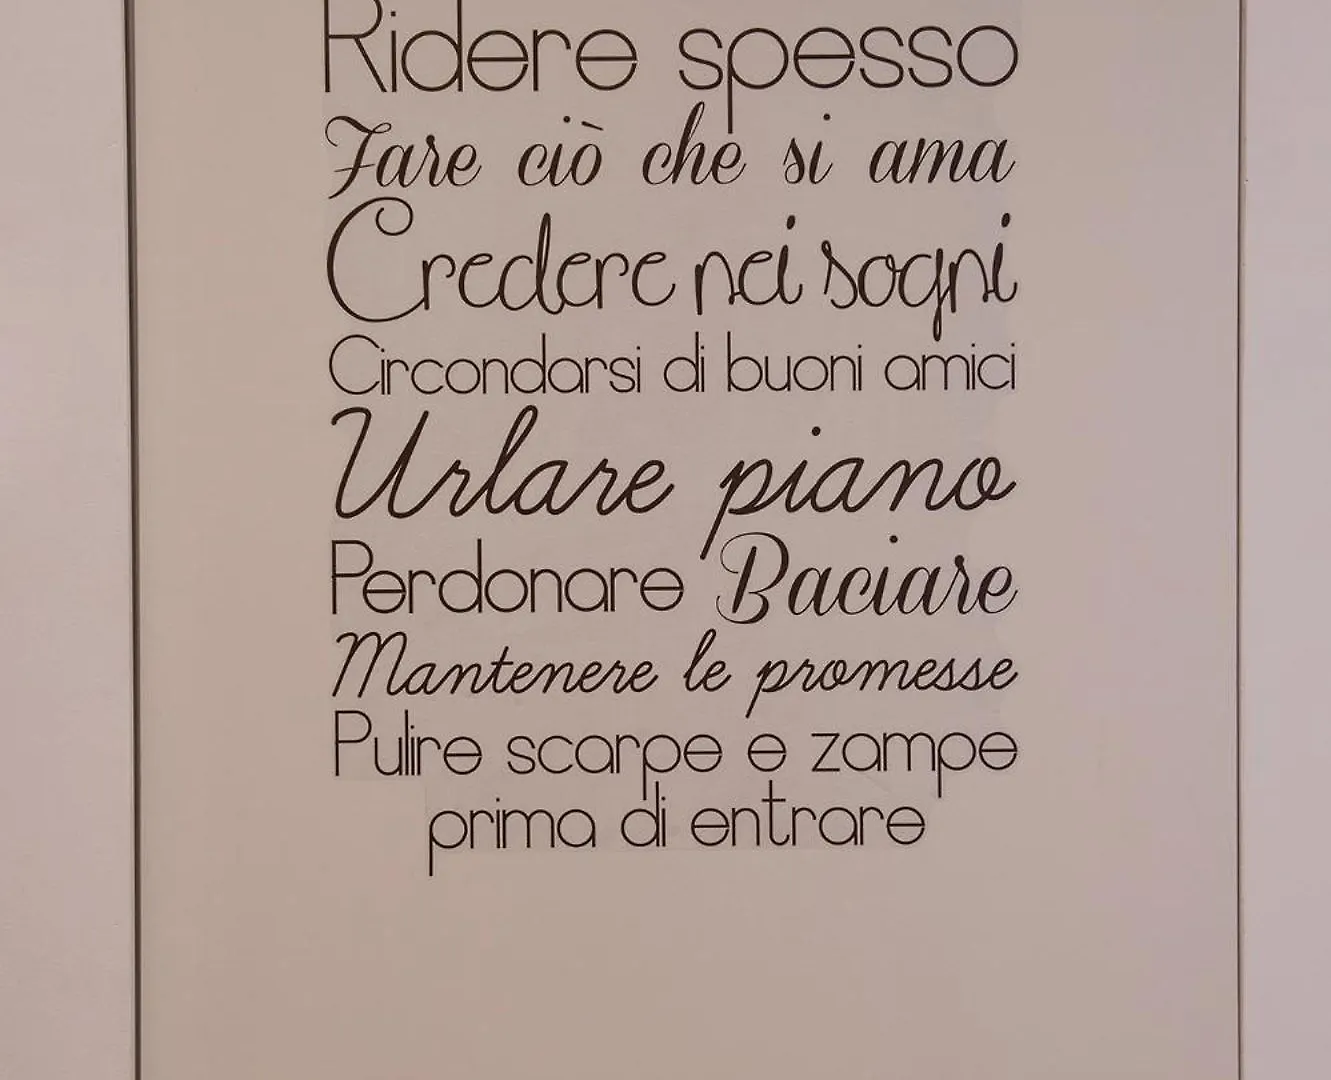 Ridere spesso
Fare ciò che si ama
Credere nei sogni
Circondarsi di buoni amici
Urlare piano
Perdonare Baciare
Mantenere le promesse
Pulire scarpe e zampe
prima di entrare